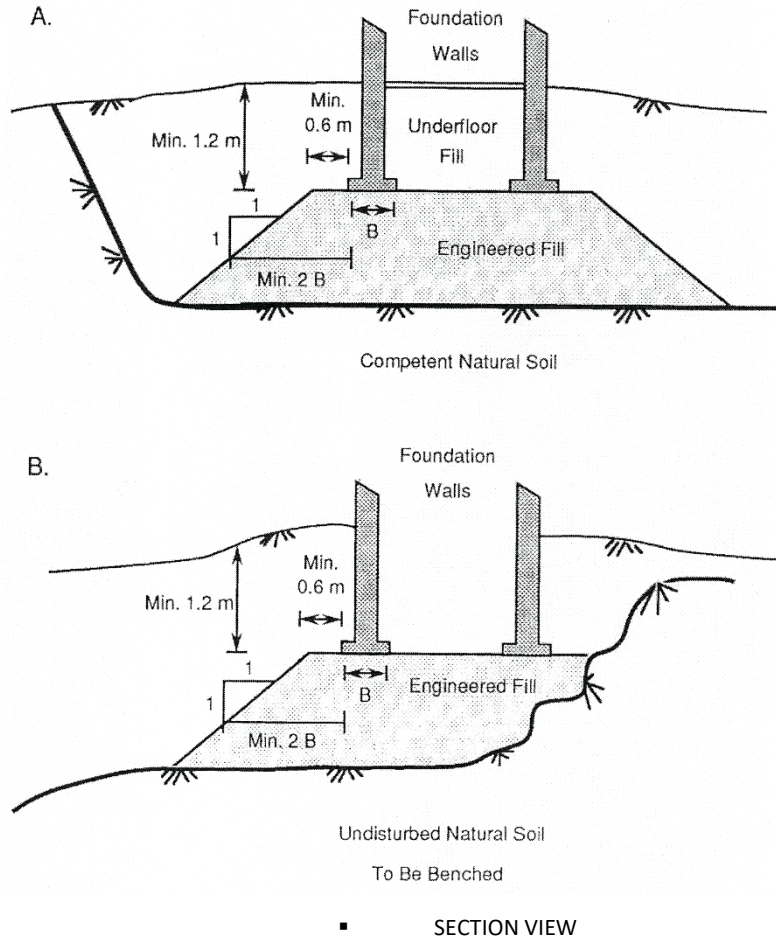 A.
Foundation
Walls
Min.
0.6 m
Min. 1.2 m
Underfloor
Fill
1
1
B
Engineered Fill
Min. 2 B
Competent Natural Soil
B.
Foundation
Walls
Min.
0.6 m
Min. 1.2 m
1
1
B
Engineered Fill
Min. 2 B
Undisturbed Natural Soil
To Be Benched
▪ SECTION VIEW